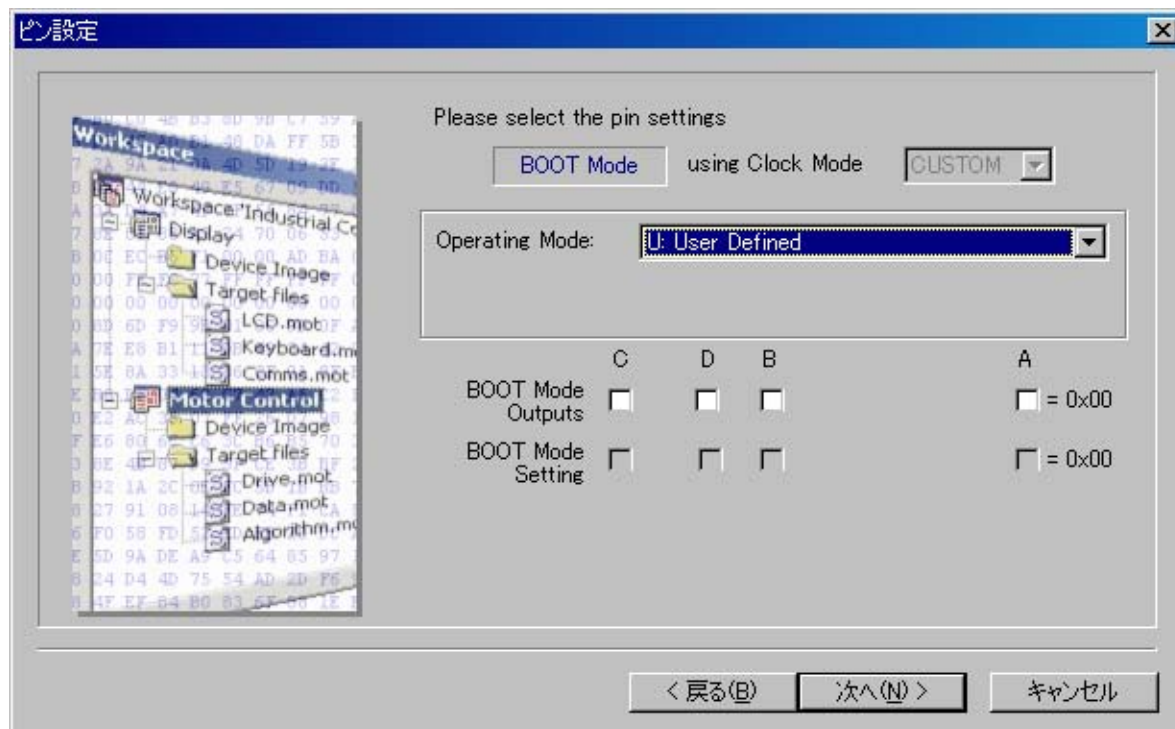 ピン設定
Please select the pin settings
BOOT Mode using Clock Mode CUSTOM
Operating Mode: U: User Defined
C D B A
BOOT Mode Outputs = 0x00
BOOT Mode Setting = 0x00
Workspace
Workspace 'Industrial Co
Display
Device Image
Target files
LCD.mot
Keyboard.m
Comms.mot
Motor Control
Device Image
Target files
Drive.mot
Data.mot
Algorithm.mo
< 戻る(B) 次へ(N) > キャンセル